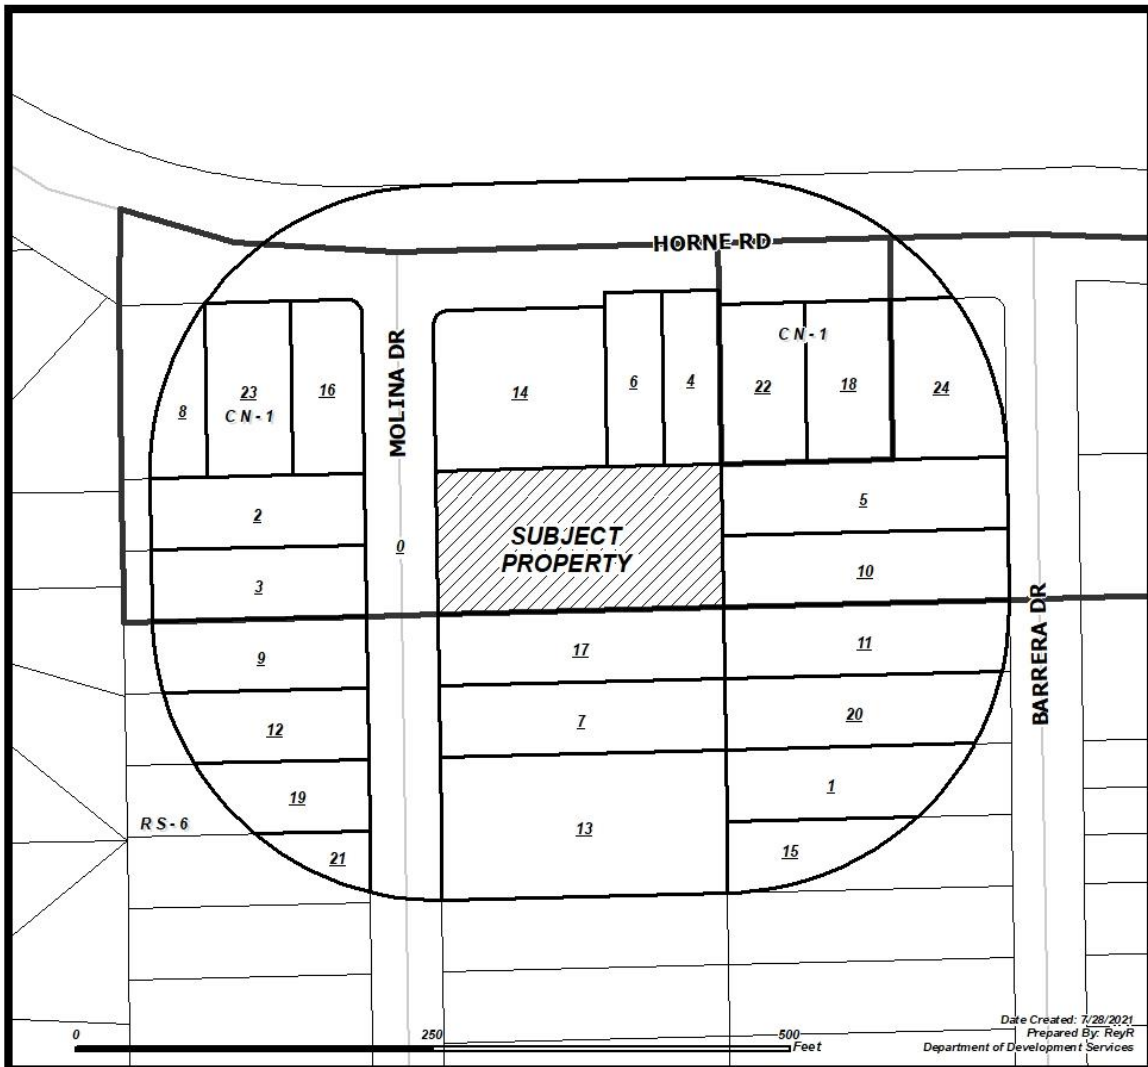 HORNE RD
MOLINA DR
CN-1
8
23
CN-1
16
14
6
4
22
18
24
2
0
SUBJECT
PROPERTY
5
3
10
BARRERA DR
9
17
11
12
7
20
19
13
1
RS-6
21
15
0
250
500
Feet
Date Created: 7/28/2021
Prepared By: ReyR
Department of Development Services